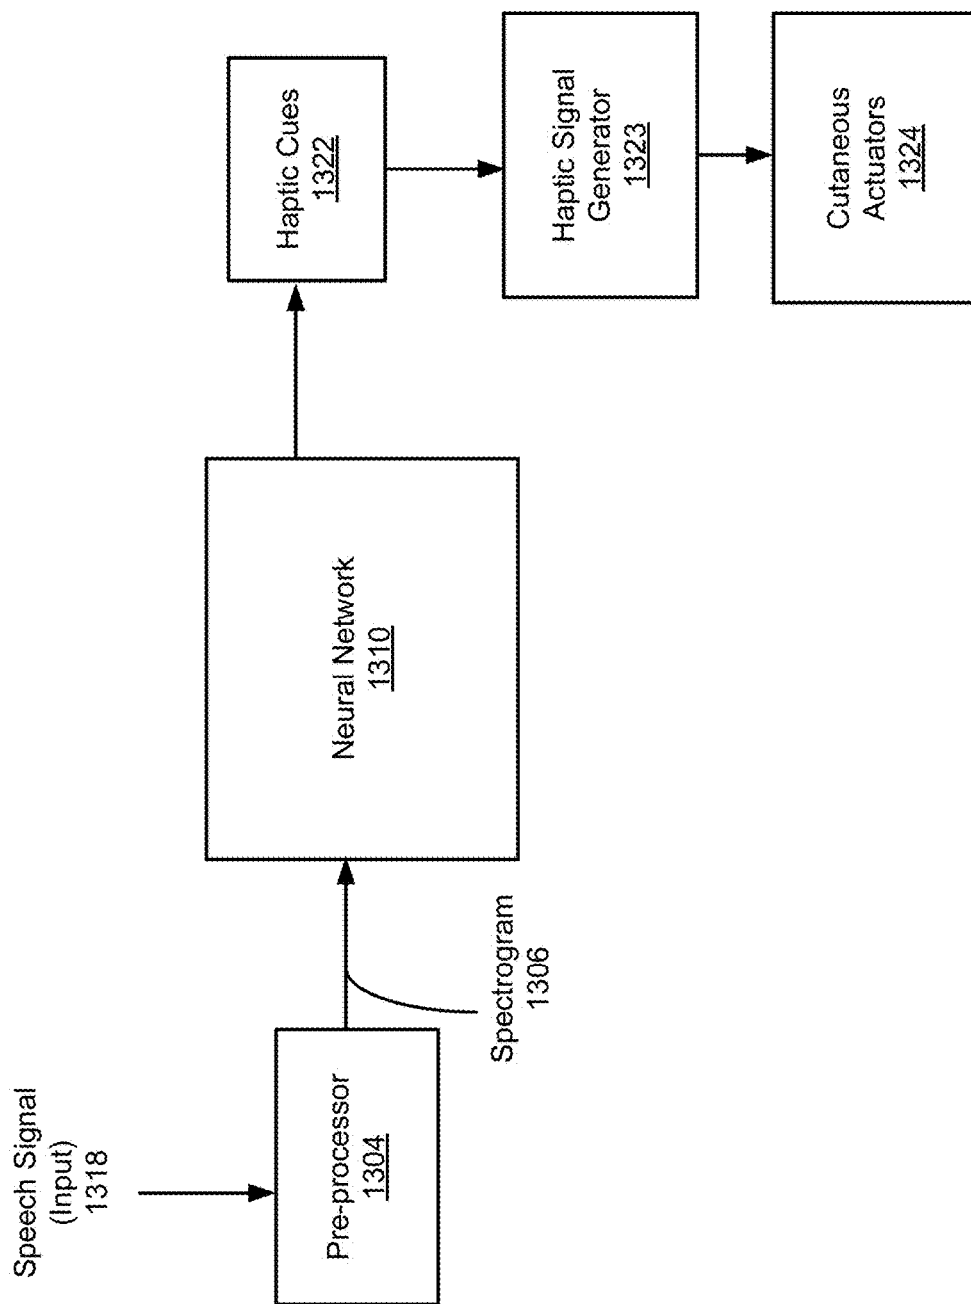 Speech Signal
(Input)
1318
Pre-processor
1304
Spectrogram
1306
Neural Network
1310
Haptic Cues
1322
Haptic Signal
Generator
1323
Cutaneous
Actuators
1324